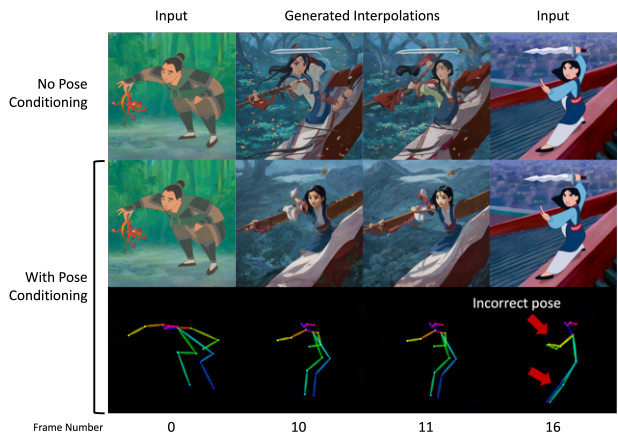 Input
Generated Interpolations
Input
No Pose
Conditioning
With Pose
Conditioning
Incorrect pose
Frame Number
0
10
11
16